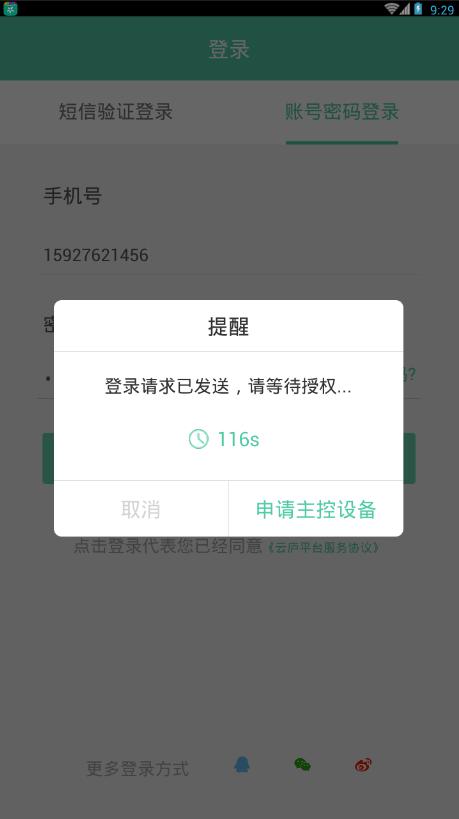 9:29
登录
短信验证登录
账号密码登录
手机号
15927621456
提醒
登录请求已发送，请等待授权...
116s
取消
申请主控设备
点击登录代表您已经同意《云庐平台服务协议》
更多登录方式